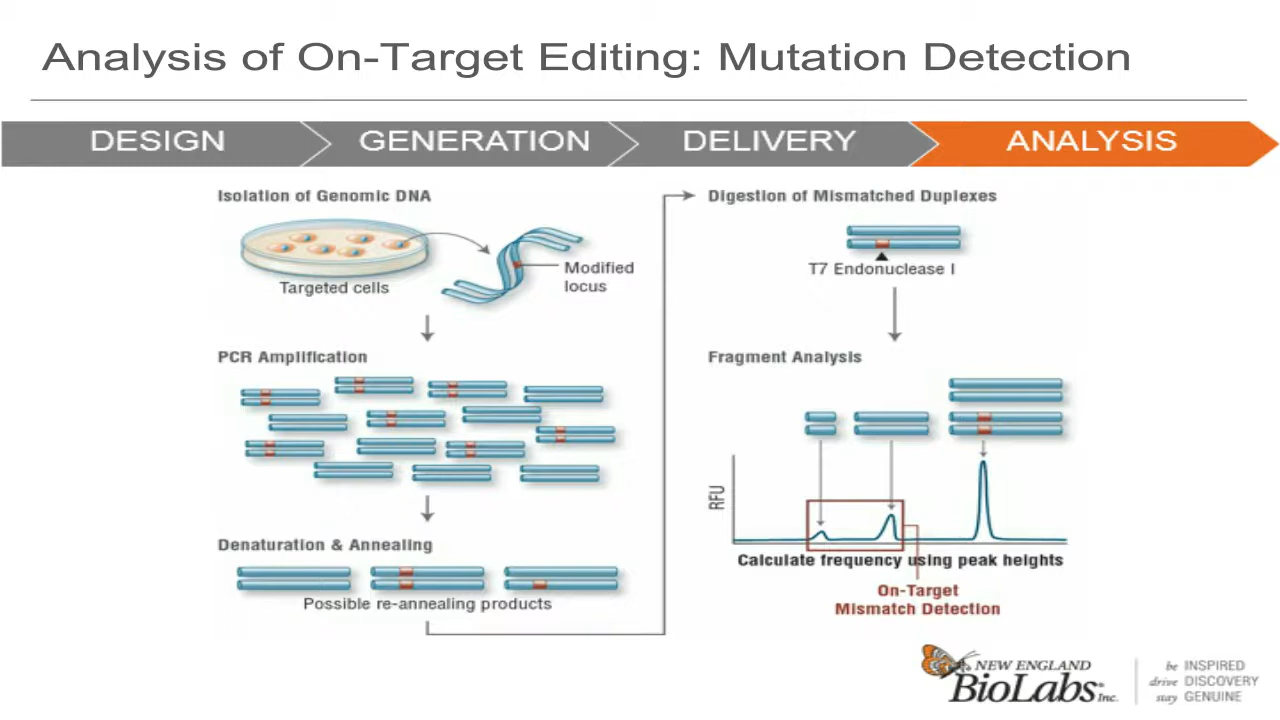 Analysis of On-Target Editing: Mutation Detection
DESIGN
GENERATION
DELIVERY
ANALYSIS
Isolation of Genomic DNA
Targeted cells
Modified
locus
PCR Amplification
Denaturation & Annealing
Possible re-annealing products
Digestion of Mismatched Duplexes
T7 Endonuclease I
Fragment Analysis
RFU
Calculate frequency using peak heights
On-Target
Mismatch Detection
NEW ENGLAND
BioLabs® Inc.
be INSPIRED
drive DISCOVERY
stay GENUINE